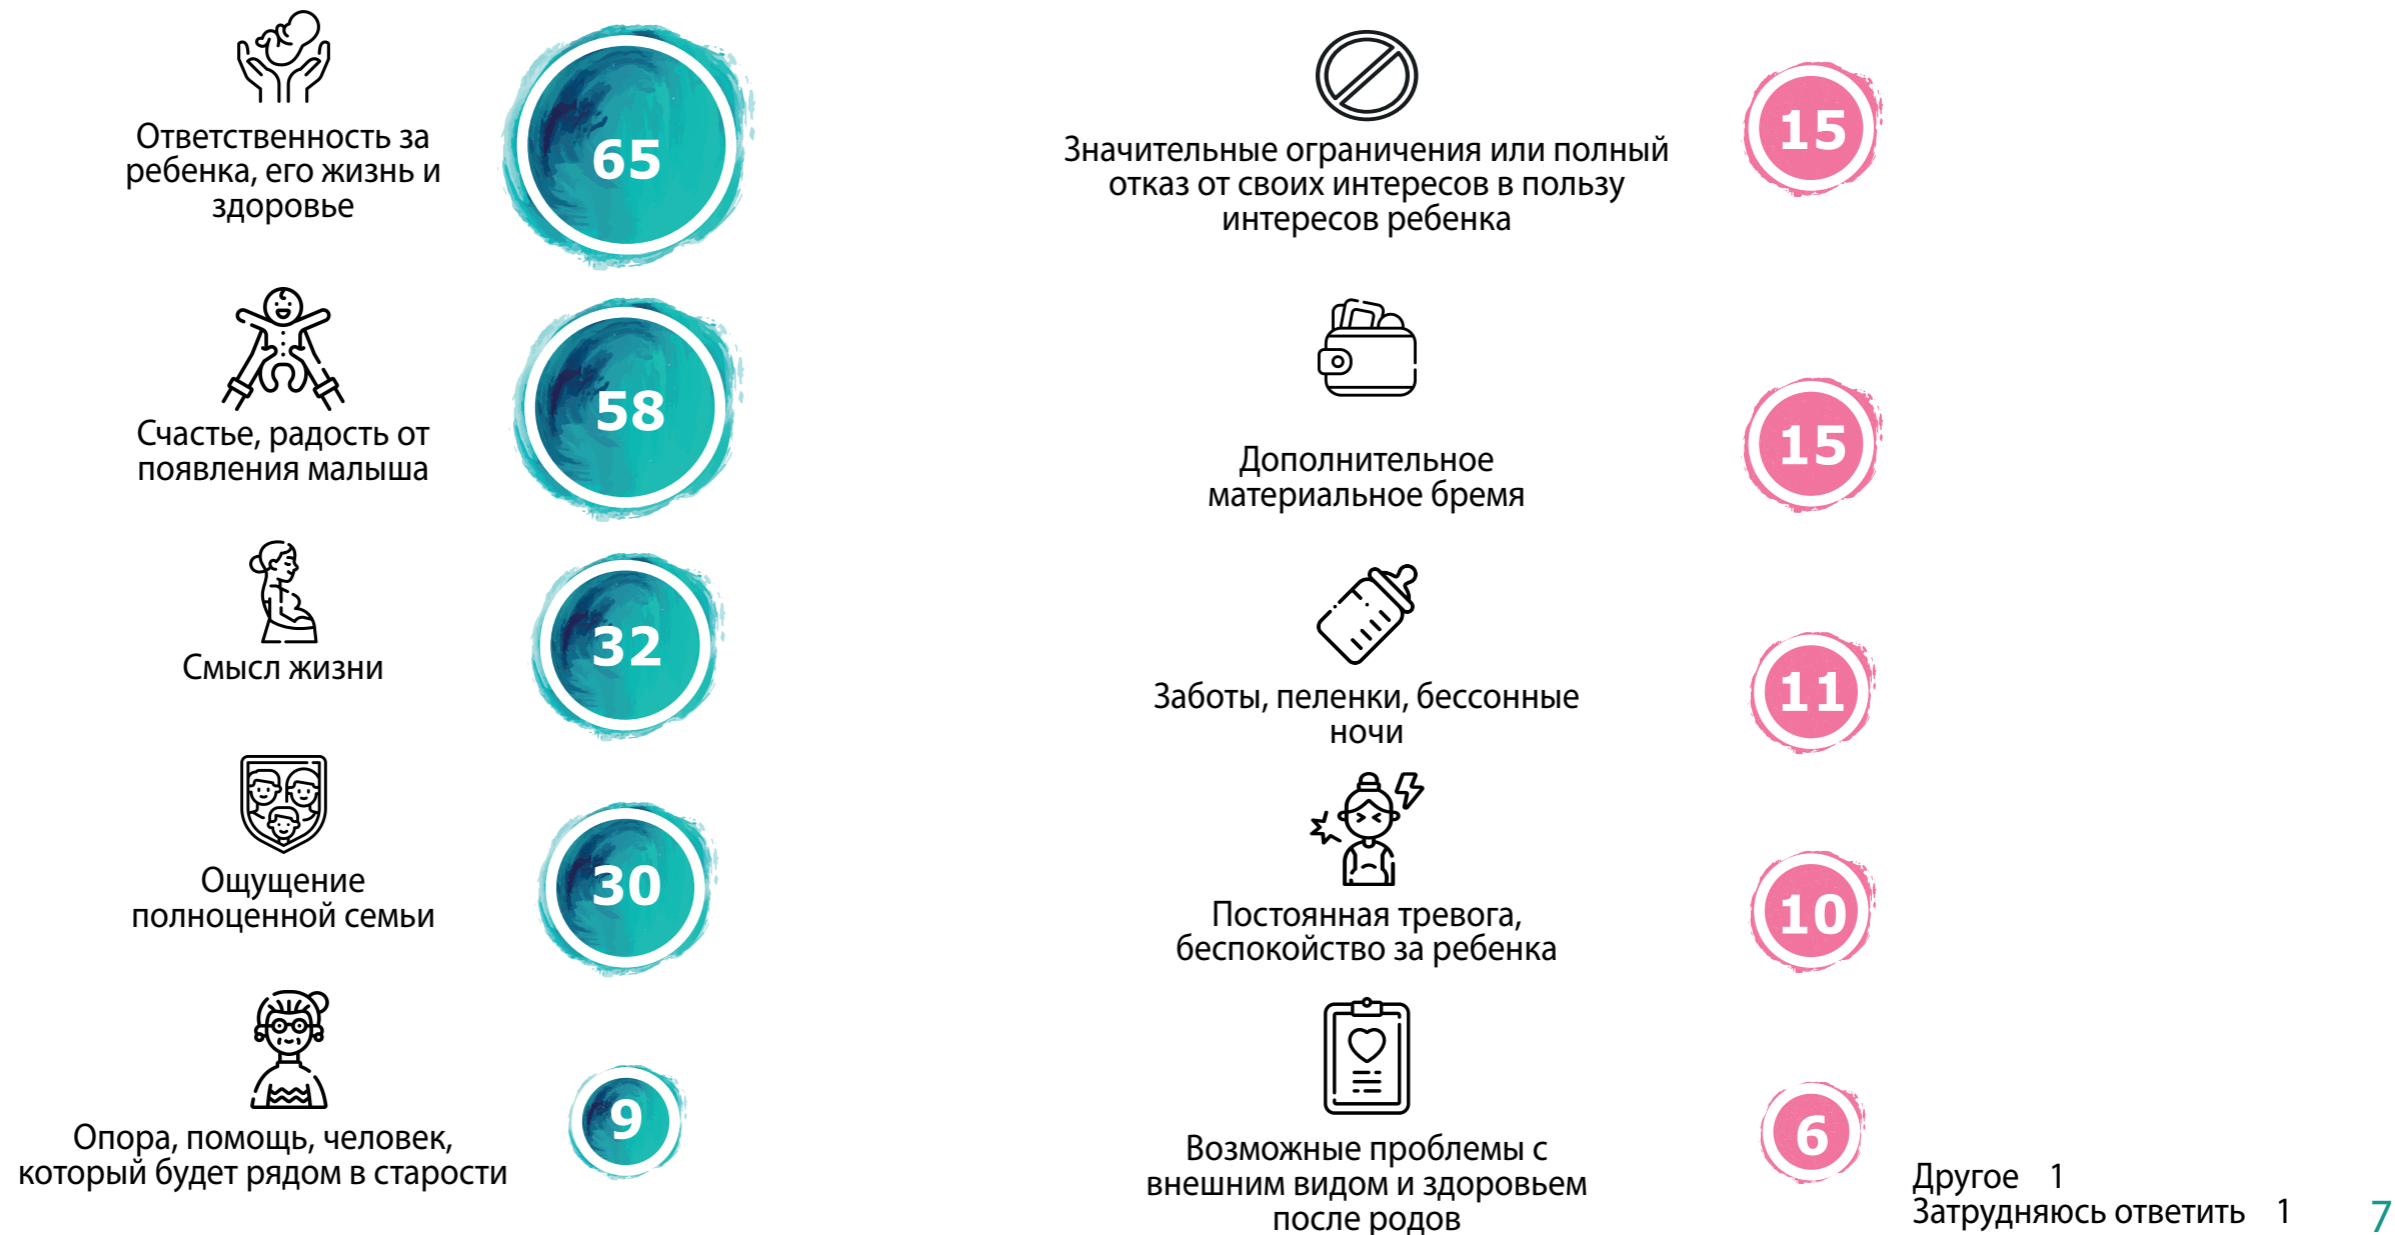 Ответственность за
ребенка, его жизнь и
здоровье
65
Счастье, радость от
появления малыша
58
Смысл жизни
32
Ощущение
полноценной семьи
30
Опора, помощь, человек,
который будет рядом в старости
9
Значительные ограничения или полный
отказ от своих интересов в пользу
интересов ребенка
15
Дополнительное
материальное бремя
15
Заботы, пеленки, бессонные
ночи
11
Постоянная тревога,
беспокойство за ребенка
10
Возможные проблемы с
внешним видом и здоровьем
после родов
6
Другое 1
Затрудняюсь ответить 1
7